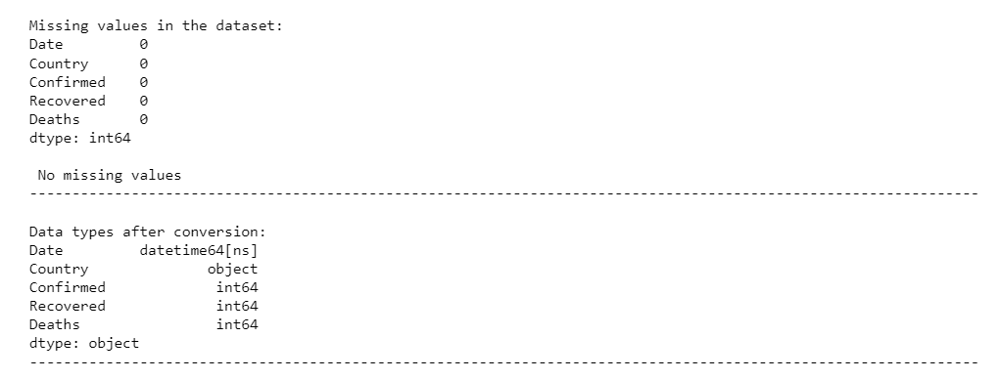 Missing values in the dataset:
Date         0
Country      0
Confirmed    0
Recovered    0
Deaths       0
dtype: int64
 No missing values
----------------------------------------------------------------------------------------------------------------
Data types after conversion:
Date         datetime64[ns]
Country              object
Confirmed             int64
Recovered             int64
Deaths                int64
dtype: object
----------------------------------------------------------------------------------------------------------------